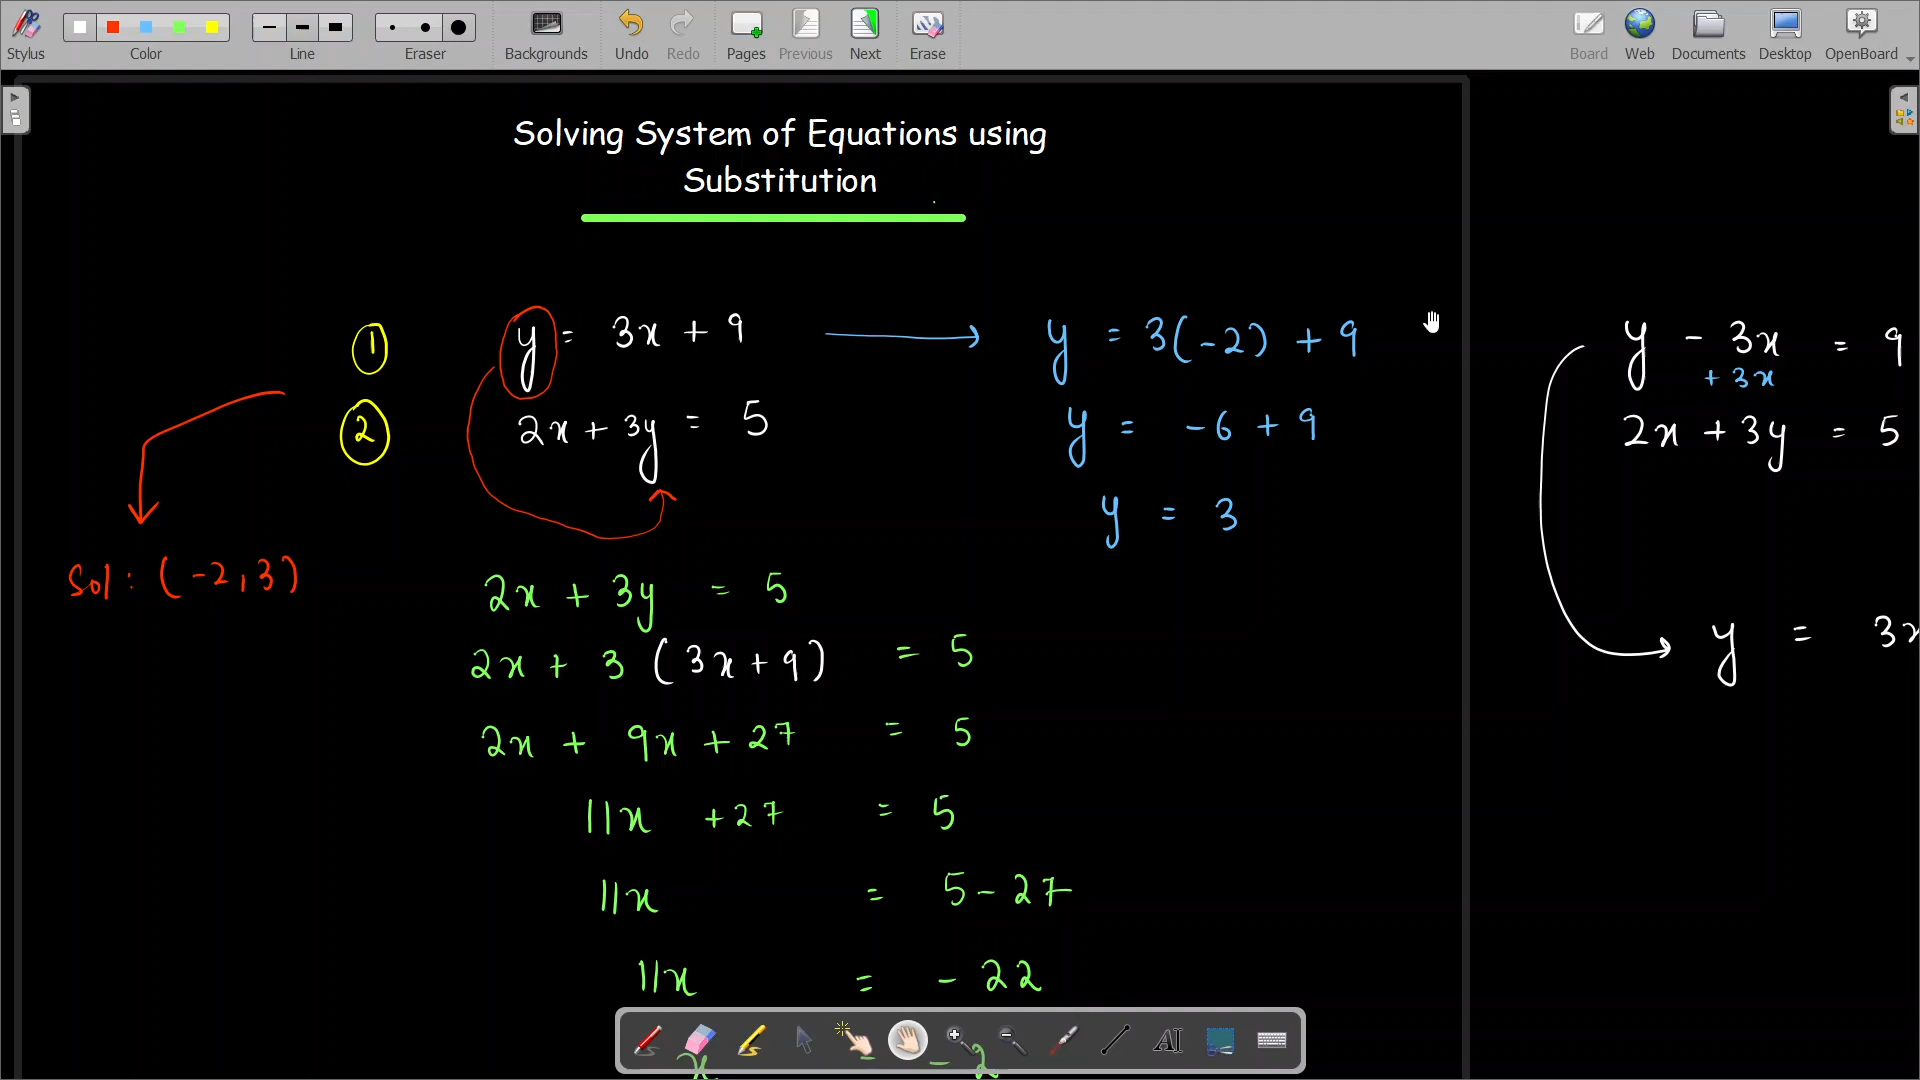 Stylus Color Line Eraser Backgrounds Undo Redo Pages Previous Next Erase Board Web Documents Desktop OpenBoard
Solving System of Equations using
Substitution
1 y = 3x + 9
2 2x + 3y = 5
y = 3(-2) + 9
y = -6 + 9
y = 3
Sol: (-2,3)
2x + 3y = 5
2x + 3 (3x+9) = 5
2x + 9x + 27 = 5
11x +27 = 5
11x = 5 - 27
11x = - 22
x = - 2
y - 3x = 9
+ 3x
2x + 3y = 5
y = 3x